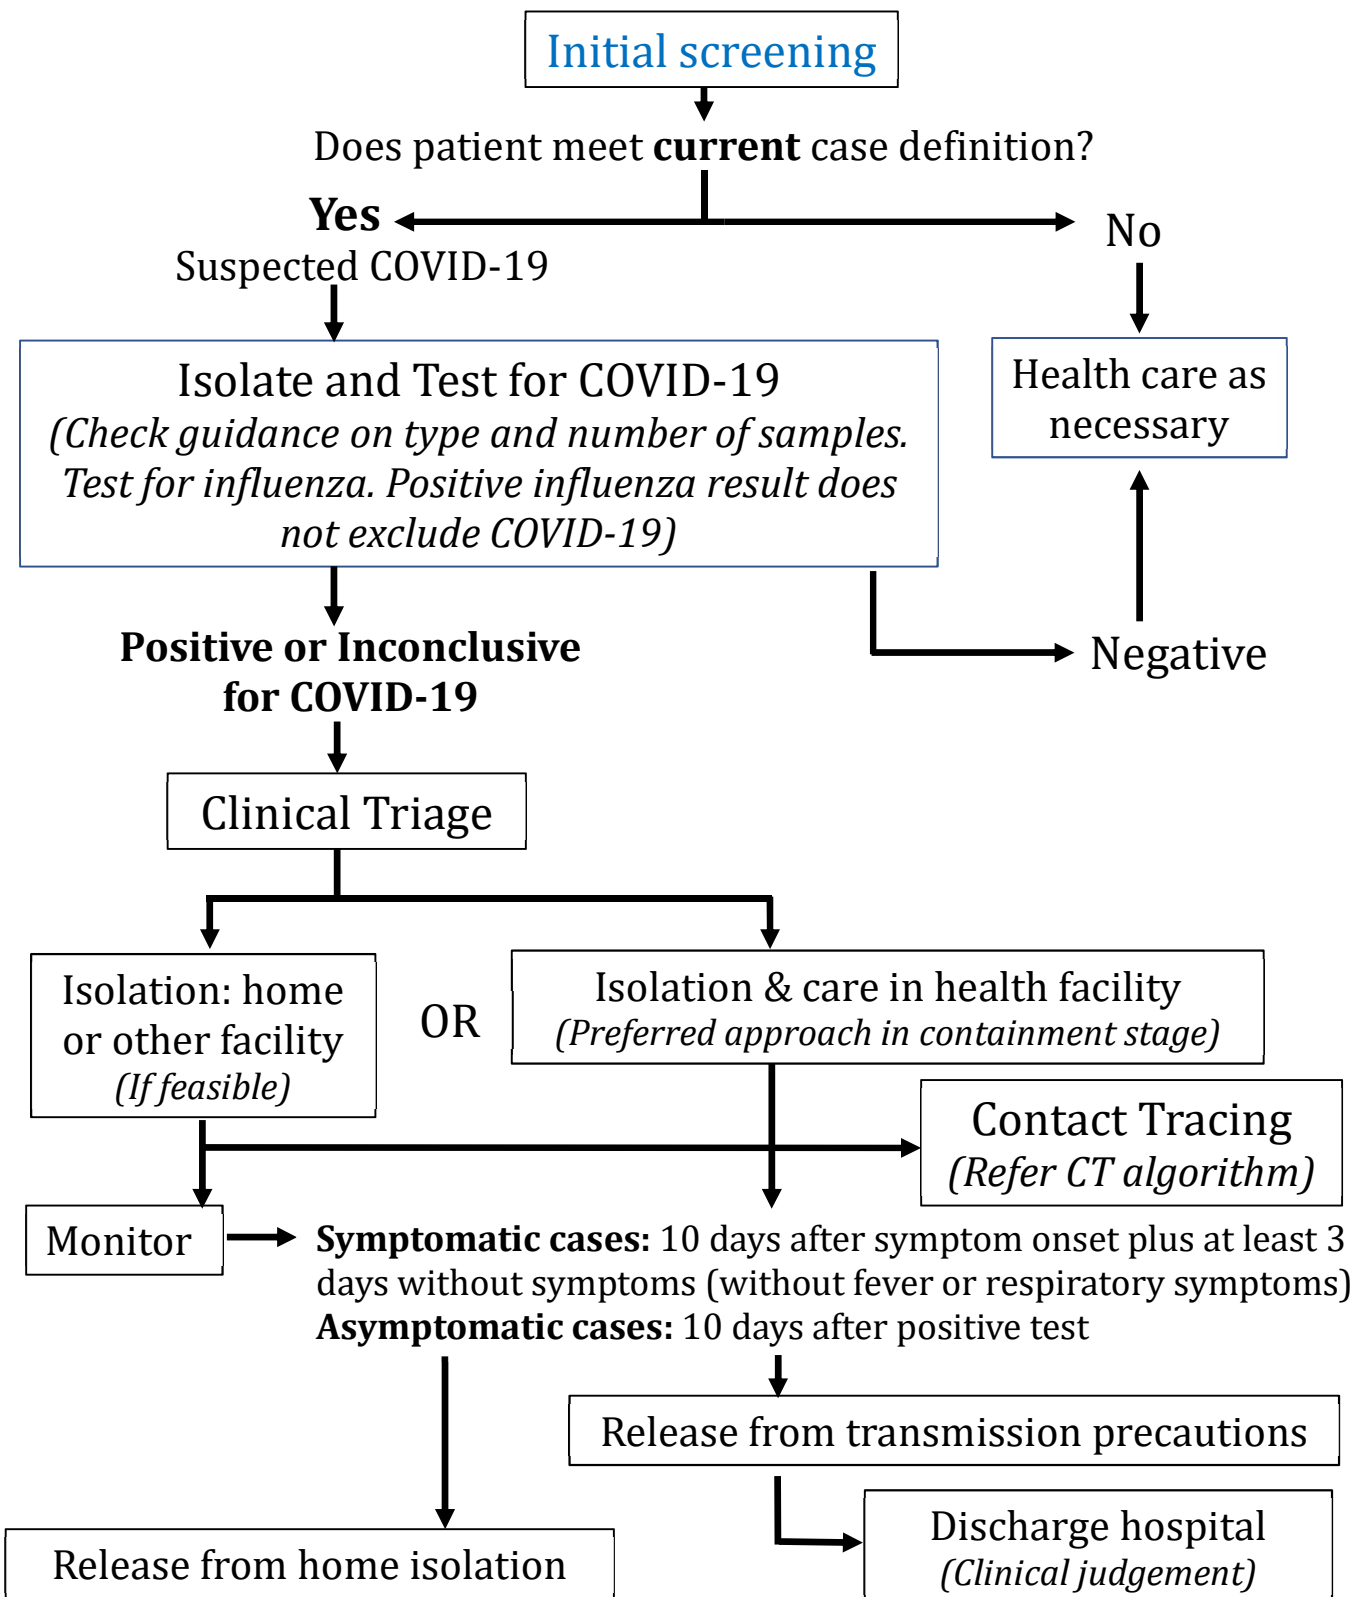 Initial screening
Does patient meet current case definition?
Yes
No
Suspected COVID-19
Isolate and Test for COVID-19
(Check guidance on type and number of samples.
Test for influenza. Positive influenza result does
not exclude COVID-19)
Health care as
necessary
Positive or Inconclusive
for COVID-19
Negative
Clinical Triage
Isolation: home
or other facility
(If feasible)
OR
Isolation & care in health facility
(Preferred approach in containment stage)
Contact Tracing
(Refer CT algorithm)
Monitor
Symptomatic cases: 10 days after symptom onset plus at least 3
days without symptoms (without fever or respiratory symptoms)
Asymptomatic cases: 10 days after positive test
Release from transmission precautions
Release from home isolation
Discharge hospital
(Clinical judgement)